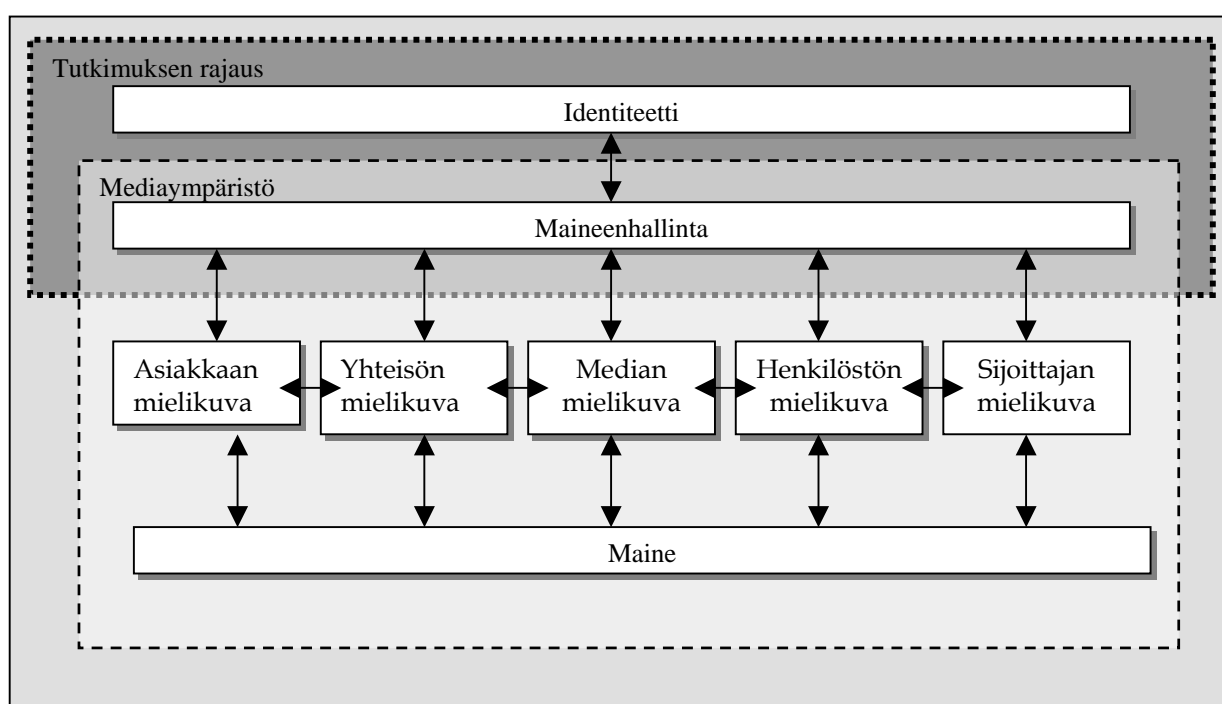 Tutkimuksen rajaus
Identiteetti
Mediaympäristö
Maineenhallinta
Asiakkaan
mielikuva
Yhteisön
mielikuva
Median
mielikuva
Henkilöstön
mielikuva
Sijoittajan
mielikuva
Maine